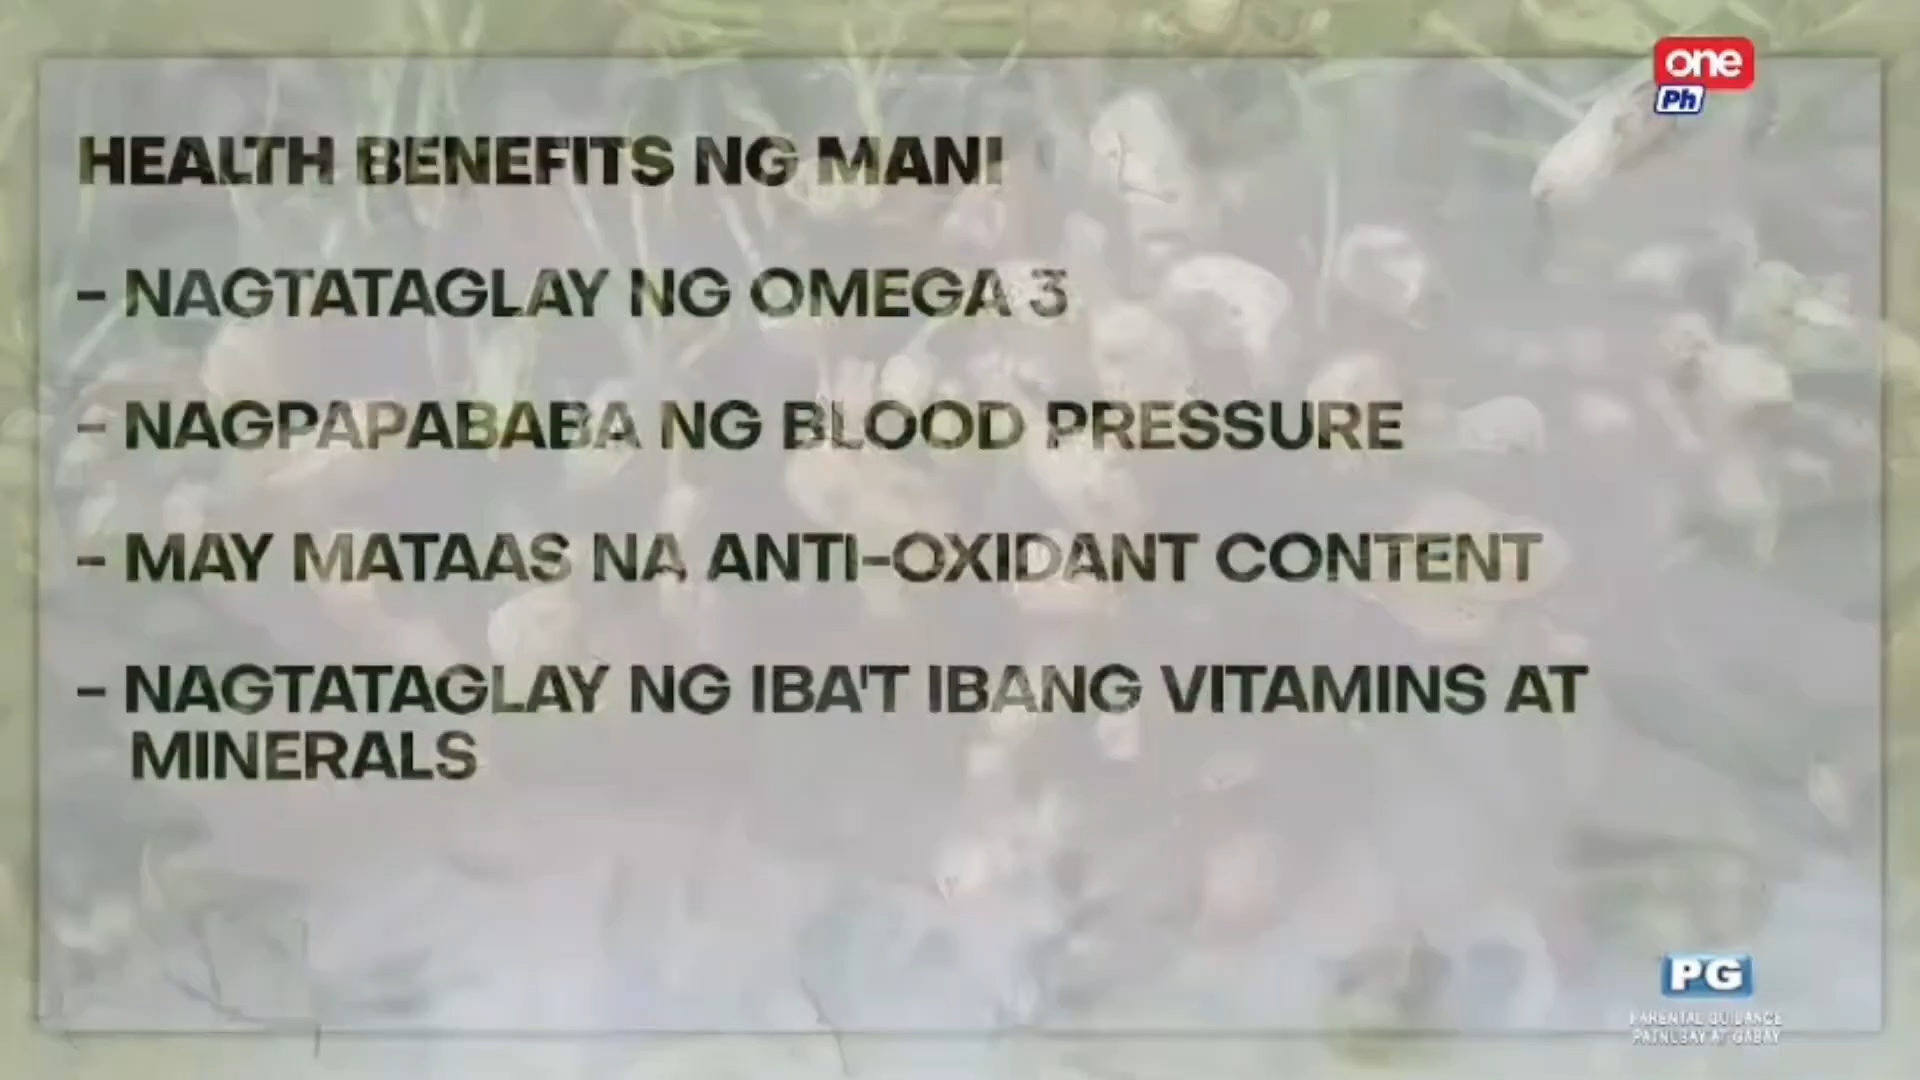 one
Ph
HEALTH BENEFITS NG MANI
- NAGTATAGLAY NG OMEGA 3
- NAGPAPABABA NG BLOOD PRESSURE
- MAY MATAAS NA ANTI-OXIDANT CONTENT
- NAGTATAGLAY NG IBA'T IBANG VITAMINS AT
MINERALS
PG
PARENTAL GUIDANCE
PATNUBAY AT GABAY